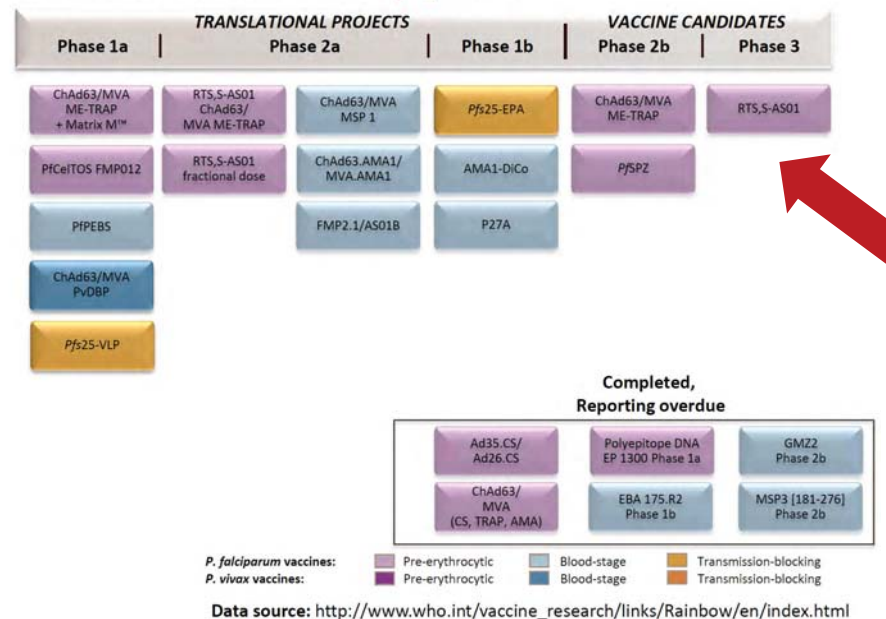 TRANSLATIONAL PROJECTS
VACCINE CANDIDATES
Phase 1a | Phase 2a | Phase 1b | Phase 2b | Phase 3
ChAd63/MVA
ME-TRAP
+ Matrix M™
PfCelTOS FMP012
PfPEBS
ChAd63/MVA
PvDBP
Pfs25-VLP
RTS,S-AS01
ChAd63/
MVA ME-TRAP
RTS,S-AS01
fractional dose
ChAd63/MVA
MSP 1
ChAd63.AMA1/
MVA.AMA1
FMP2.1/AS01B
Pfs25-EPA
AMA1-DiCo
P27A
ChAd63/MVA
ME-TRAP
PfSPZ
RTS,S-AS01
Completed,
Reporting overdue
Ad35.CS/
Ad26.CS
ChAd63/
MVA
(CS, TRAP, AMA)
Polyepitope DNA
EP 1300 Phase 1a
EBA 175.R2
Phase 1b
GMZ2
Phase 2b
MSP3 [181-276]
Phase 2b
P. falciparum vaccines: Pre-erythrocytic Blood-stage Transmission-blocking
P. vivax vaccines: Pre-erythrocytic Blood-stage Transmission-blocking
Data source: http://www.who.int/vaccine_research/links/Rainbow/en/index.html